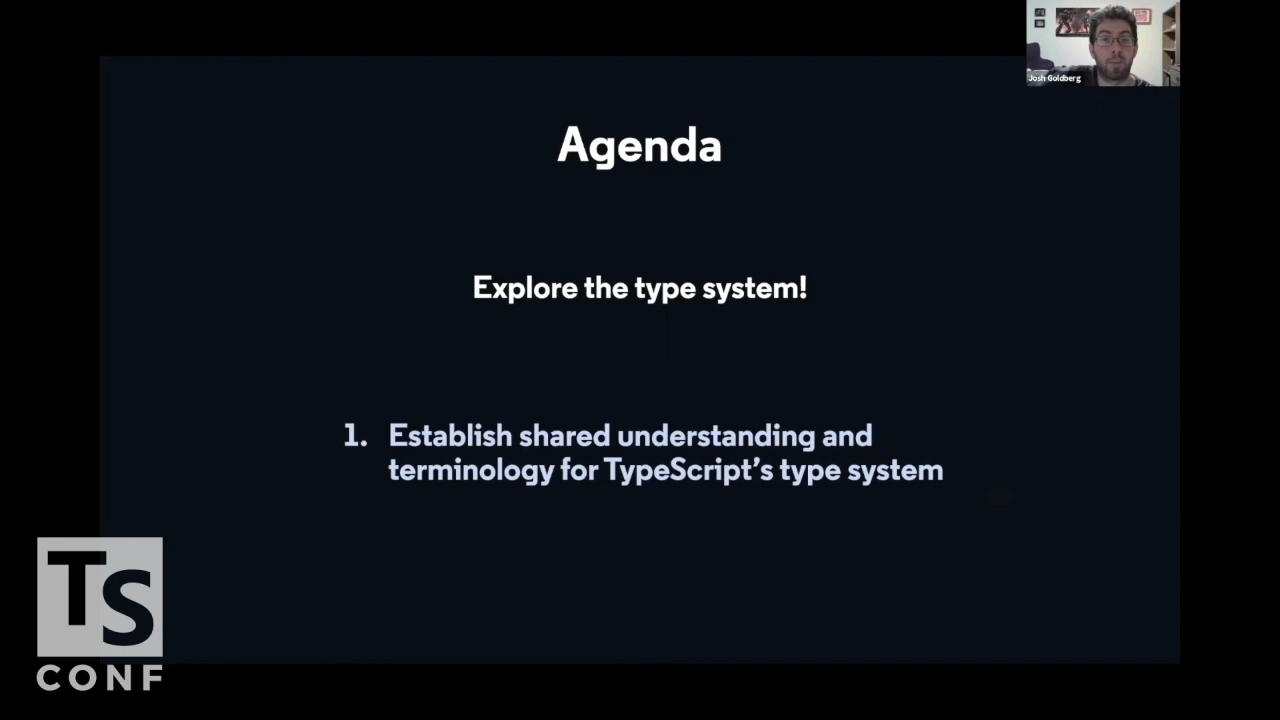 Josh Goldberg
Agenda
Explore the type system!
1. Establish shared understanding and
terminology for TypeScript’s type system
TS
CONF